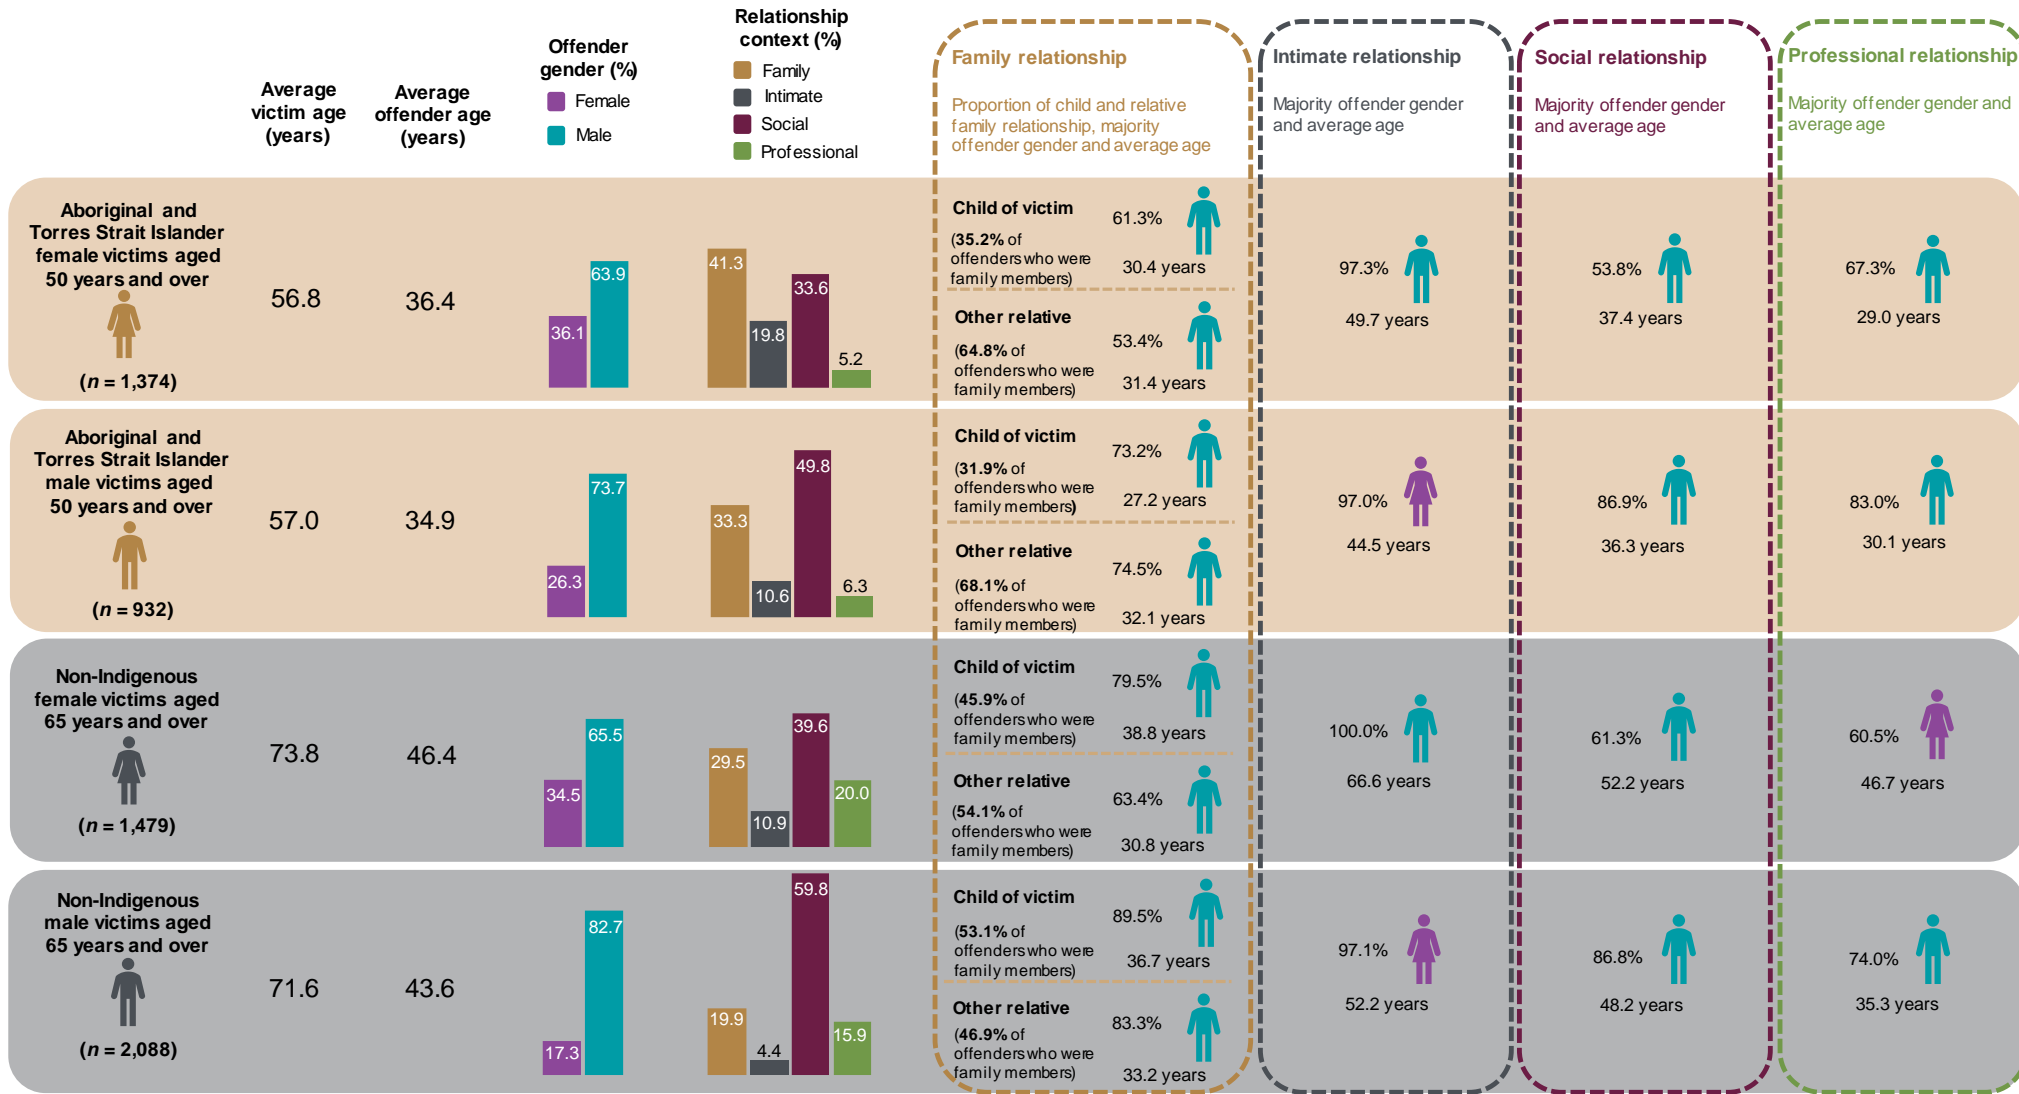 Average
victim age
(years)
Average
offender age
(years)
Offender
gender (%)
Female
Male
Relationship
context (%)
Family
Intimate
Social
Professional
Family relationship
Proportion of child and relative
family relationship, majority
offender gender and average age
Intimate relationship
Majority offender gender
and average age
Social relationship
Majority offender gender
and average age
Professional relationship
Majority offender gender and
average age
Aboriginal and
Torres Strait Islander
female victims aged
50 years and over
(n = 1,374)
56.8
36.4
36.1
63.9
41.3
19.8
33.6
5.2
Child of victim
(35.2% of
offenders who were
family members)
61.3%
30.4 years
Other relative
(64.8% of
offenders who were
family members)
53.4%
31.4 years
97.3%
49.7 years
53.8%
37.4 years
67.3%
29.0 years
Aboriginal and
Torres Strait Islander
male victims aged
50 years and over
(n = 932)
57.0
34.9
26.3
73.7
33.3
10.6
49.8
6.3
Child of victim
(31.9% of
offenders who were
family members)
73.2%
27.2 years
Other relative
(68.1% of
offenders who were
family members)
74.5%
32.1 years
97.0%
44.5 years
86.9%
36.3 years
83.0%
30.1 years
Non-Indigenous
female victims aged
65 years and over
(n = 1,479)
73.8
46.4
34.5
65.5
29.5
10.9
39.6
20.0
Child of victim
(45.9% of
offenders who were
family members)
79.5%
38.8 years
Other relative
(54.1% of
offenders who were
family members)
63.4%
30.8 years
100.0%
66.6 years
61.3%
52.2 years
60.5%
46.7 years
Non-Indigenous
male victims aged
65 years and over
(n = 2,088)
71.6
43.6
17.3
82.7
19.9
4.4
59.8
15.9
Child of victim
(53.1% of
offenders who were
family members)
89.5%
36.7 years
Other relative
(46.9% of
offenders who were
family members)
83.3%
33.2 years
97.1%
52.2 years
86.8%
48.2 years
74.0%
35.3 years